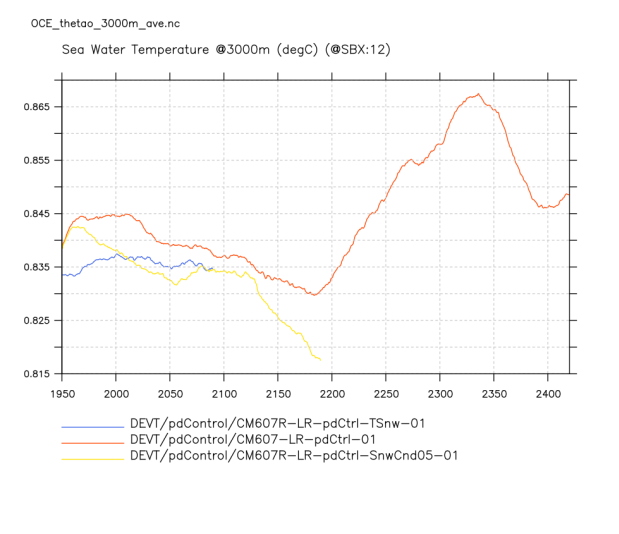 OCE_thetao_3000m_ave.nc
Sea Water Temperature @3000m (degC) (@SBX:12)
0.865
0.855
0.845
0.835
0.825
0.815
1950 2000 2050 2100 2150 2200 2250 2300 2350 2400
DEVT/pdControl/CM607R-LR-pdCtrl-TSnw-01
DEVT/pdControl/CM607-LR-pdCtrl-01
DEVT/pdControl/CM607R-LR-pdCtrl-SnwCnd05-01